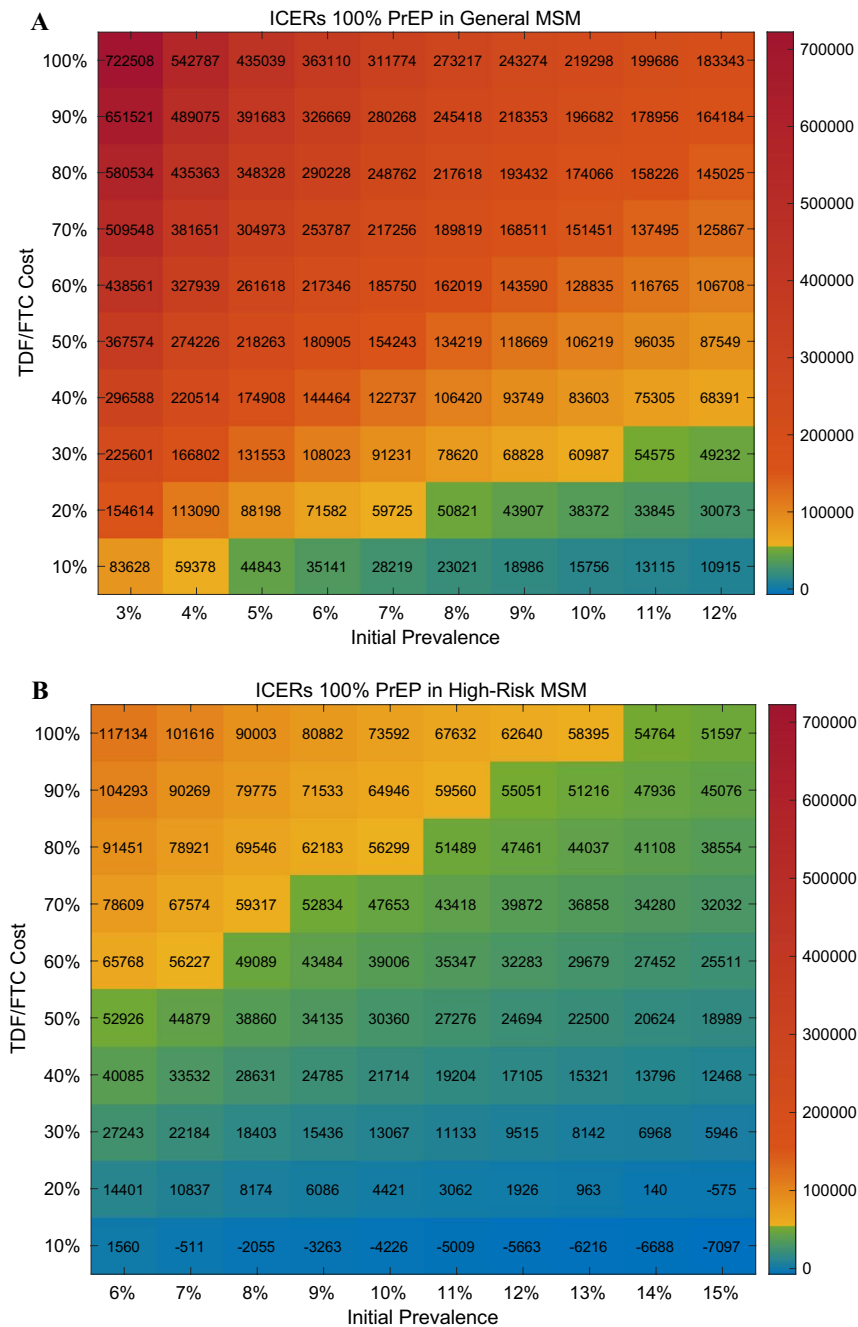 A
ICERs 100% PrEP in General MSM
TDF/FTC Cost
100% 722508 542787 435039 363110 311774 273217 243274 219298 199686 183343
90% 651521 489075 391683 326669 280268 245418 218353 196682 178956 164184
80% 580534 435363 348328 290228 248762 217618 193432 174066 158226 145025
70% 509548 381651 304973 253787 217256 189819 168511 151451 137495 125867
60% 438561 327939 261618 217346 185750 162019 143590 128835 116765 106708
50% 367574 274226 218263 180905 154243 134219 118669 106219 96035 87549
40% 296588 220514 174908 144464 122737 106420 93749 83603 75305 68391
30% 225601 166802 131553 108023 91231 78620 68828 60987 54575 49232
20% 154614 113090 88198 71582 59725 50821 43907 38372 33845 30073
10% 83628 59378 44843 35141 28219 23021 18986 15756 13115 10915
3% 4% 5% 6% 7% 8% 9% 10% 11% 12%
Initial Prevalence
700000
600000
500000
400000
300000
200000
100000
0
B
ICERs 100% PrEP in High-Risk MSM
TDF/FTC Cost
100% 117134 101616 90003 80882 73592 67632 62640 58395 54764 51597
90% 104293 90269 79775 71533 64946 59560 55051 51216 47936 45076
80% 91451 78921 69546 62183 56299 51489 47461 44037 41108 38554
70% 78609 67574 59317 52834 47653 43418 39872 36858 34280 32032
60% 65768 56227 49089 43484 39006 35347 32283 29679 27452 25511
50% 52926 44879 38860 34135 30360 27276 24694 22500 20624 18989
40% 40085 33532 28631 24785 21714 19204 17105 15321 13796 12468
30% 27243 22184 18403 15436 13067 11133 9515 8142 6968 5946
20% 14401 10837 8174 6086 4421 3062 1926 963 140 -575
10% 1560 -511 -2055 -3263 -4226 -5009 -5663 -6216 -6688 -7097
6% 7% 8% 9% 10% 11% 12% 13% 14% 15%
Initial Prevalence
700000
600000
500000
400000
300000
200000
100000
0